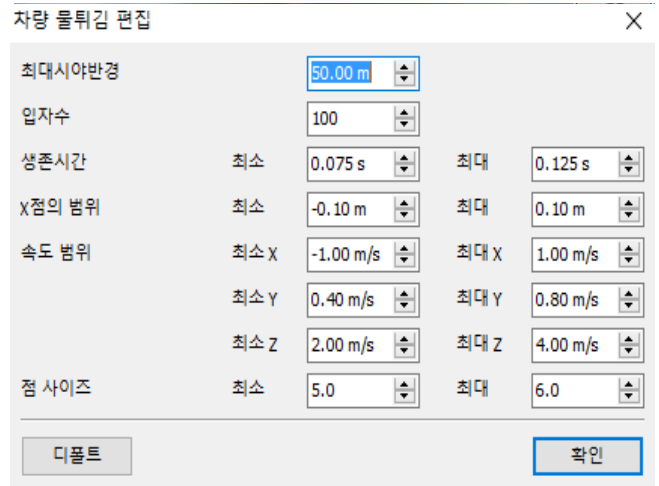 차량 물튀김 편집
최대시야반경 50.00 m
입자수 100
생존시간 최소 0.075 s 최대 0.125 s
X점의 범위 최소 -0.10 m 최대 0.10 m
속도 범위 최소 X -1.00 m/s 최대 X 1.00 m/s
최소 Y 0.40 m/s 최대 Y 0.80 m/s
최소 Z 2.00 m/s 최대 Z 4.00 m/s
점 사이즈 최소 5.0 최대 6.0
디폴트 확인